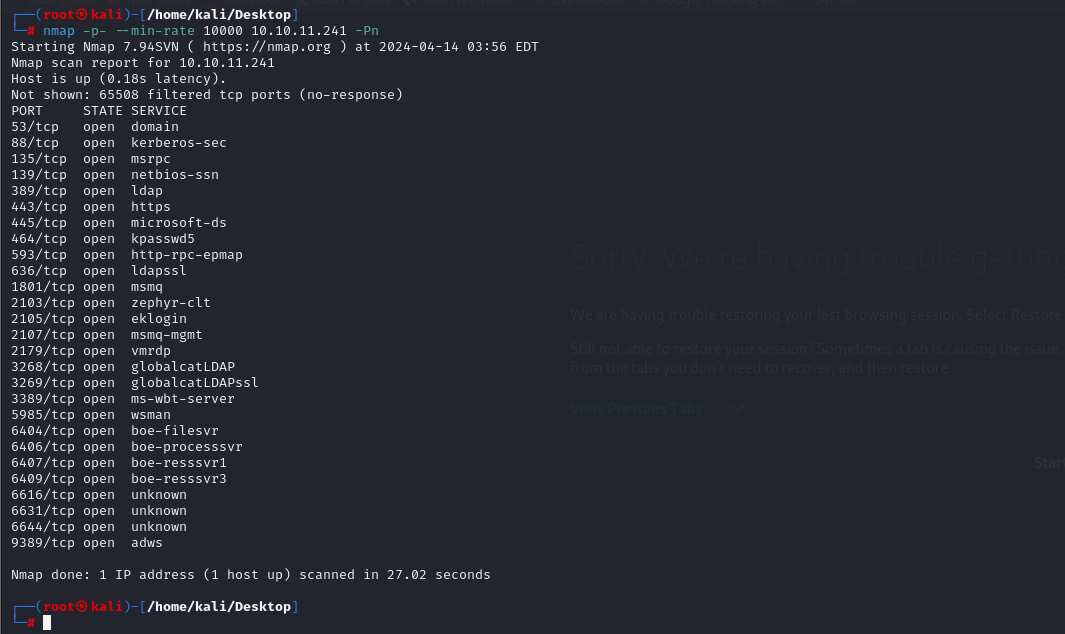 ┌──(root㉿kali)-[/home/kali/Desktop]
└─# nmap -p- --min-rate 10000 10.10.11.241 -Pn
Starting Nmap 7.94SVN ( https://nmap.org ) at 2024-04-14 03:56 EDT
Nmap scan report for 10.10.11.241
Host is up (0.18s latency).
Not shown: 65508 filtered tcp ports (no-response)
PORT     STATE SERVICE
53/tcp   open  domain
88/tcp   open  kerberos-sec
135/tcp  open  msrpc
139/tcp  open  netbios-ssn
389/tcp  open  ldap
443/tcp  open  https
445/tcp  open  microsoft-ds
464/tcp  open  kpasswd5
593/tcp  open  http-rpc-epmap
636/tcp  open  ldapssl
1801/tcp open  msmq
2103/tcp open  zephyr-clt
2105/tcp open  eklogin
2107/tcp open  msmq-mgmt
2179/tcp open  vmrdp
3268/tcp open  globalcatLDAP
3269/tcp open  globalcatLDAPssl
3389/tcp open  ms-wbt-server
5985/tcp open  wsman
6404/tcp open  boe-filesvr
6406/tcp open  boe-processsvr
6407/tcp open  boe-resssvr1
6409/tcp open  boe-resssvr3
6616/tcp open  unknown
6631/tcp open  unknown
6644/tcp open  unknown
9389/tcp open  adws
Nmap done: 1 IP address (1 host up) scanned in 27.02 seconds
┌──(root㉿kali)-[/home/kali/Desktop]
└─#
Sorry. We're having trouble getting
We are having trouble restoring your last browsing session. Select Restore
Still not able to restore your session? Sometimes a tab is causing the issue.
from the tabs you don't need to recover, and then restore.
View Previous Tabs
Star